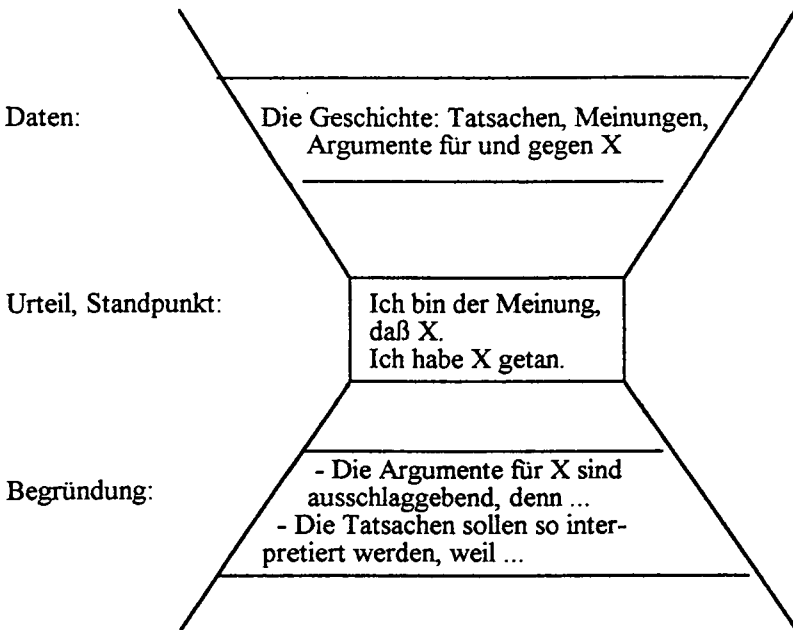 Daten:
Die Geschichte: Tatsachen, Meinungen,
Argumente für und gegen X
Urteil, Standpunkt:
Ich bin der Meinung,
daß X.
Ich habe X getan.
Begründung:
- Die Argumente für X sind
ausschlaggebend, denn ...
- Die Tatsachen sollen so inter-
pretiert werden, weil ...